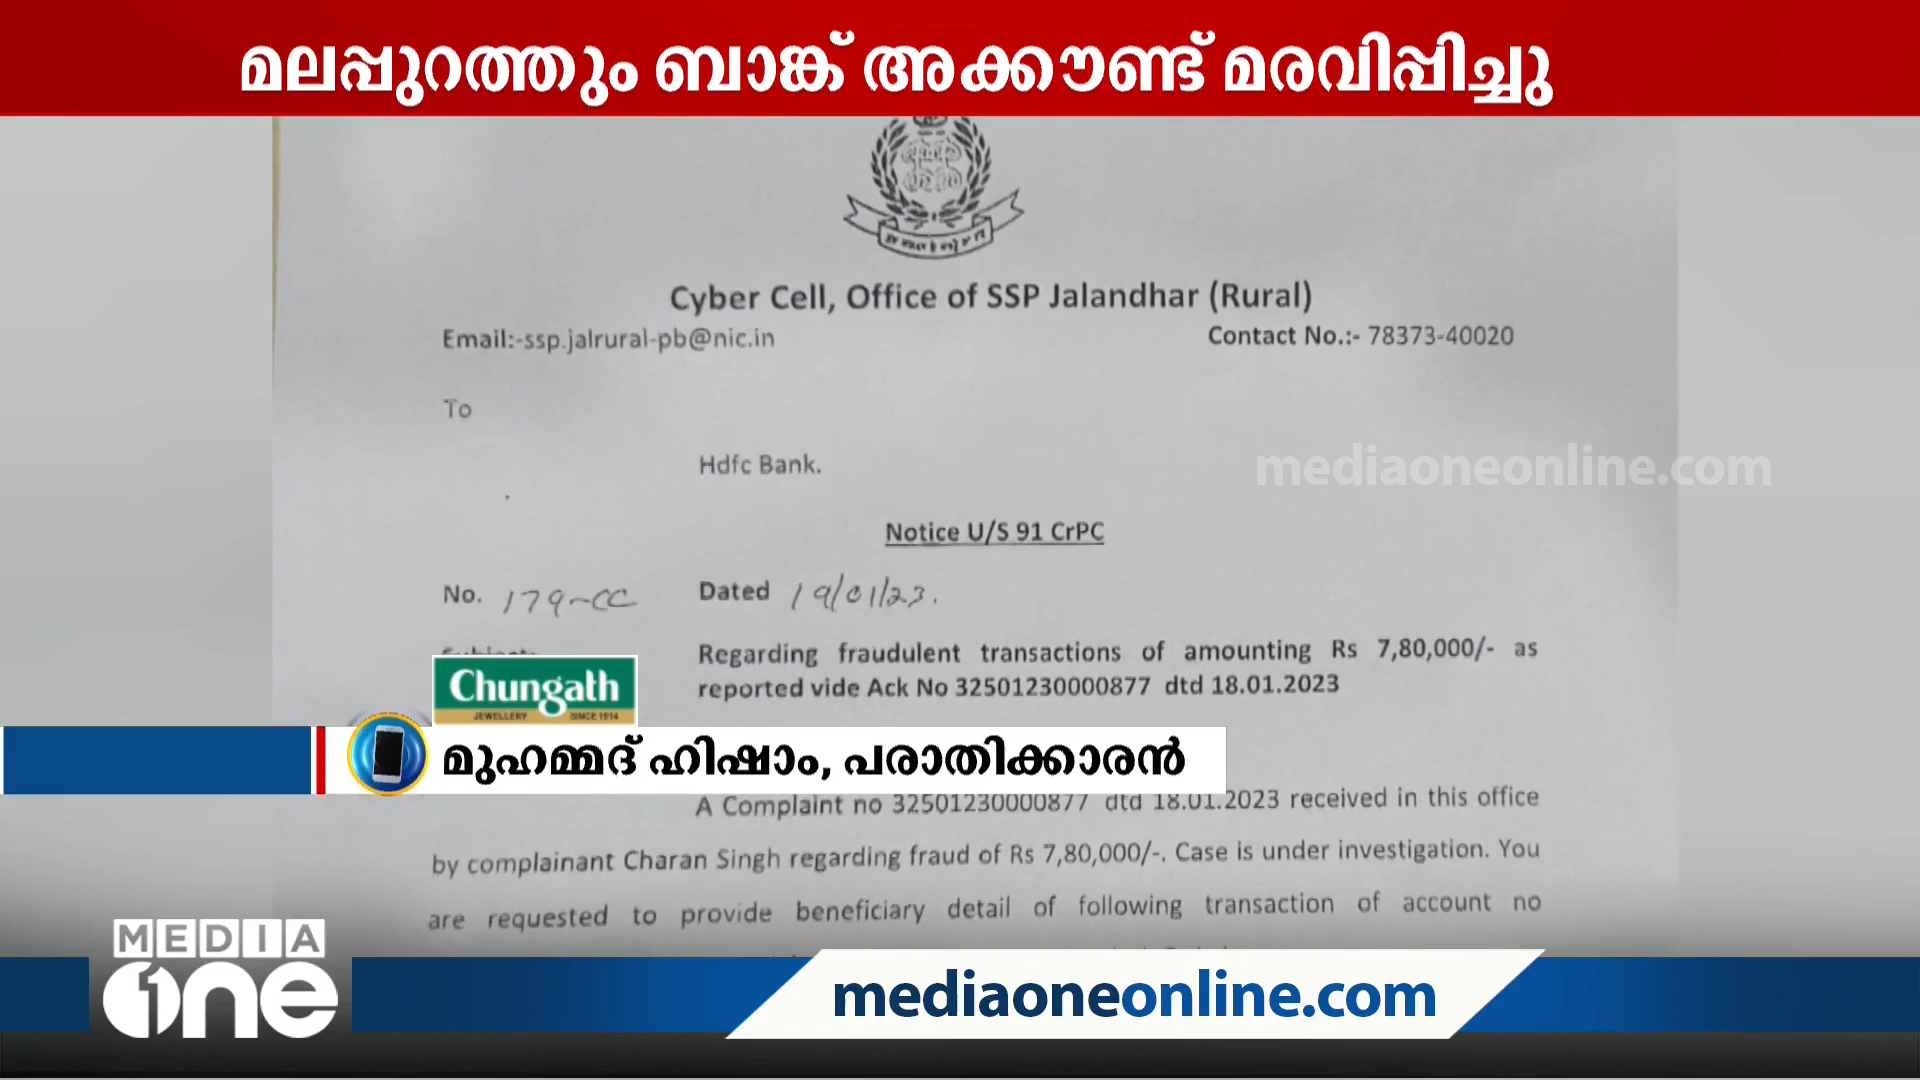 മലപ്പുറത്തും ബാങ്ക് അക്കൗണ്ട് മരവിപ്പിച്ചു
Cyber Cell, Office of SSP Jalandhar (Rural)
Email:-ssp.jalrural-pb@nic.in Contact No.:- 78373-40020
To
Hdfc Bank.
mediaoneonline.com
Notice U/S 91 CrPC
No. 179-CC Dated 19/01/23.
Regarding fraudulent transactions of amounting Rs 7,80,000/- as
reported vide Ack No 32501230000877 dtd 18.01.2023
Chungath
JEWELLERY SINCE 1914
മുഹമ്മദ് ഹിഷാം, പരാതിക്കാരൻ
A Complaint no 32501230000877 dtd 18.01.2023 received in this office
by complainant Charan Singh regarding fraud of Rs 7,80,000/-. Case is under investigation. You
are requested to provide beneficiary detail of following transaction of account no
MEDIA
one
mediaoneonline.com